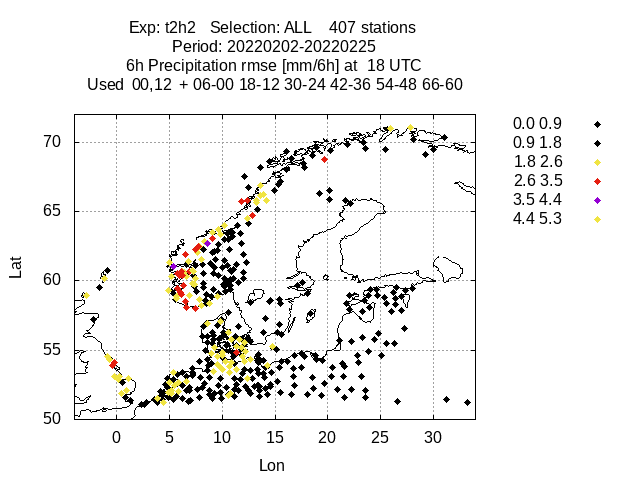 Exp: t2h2 Selection: ALL 407 stations
Period: 20220202-20220225
6h Precipitation rmse [mm/6h] at 18 UTC
Used 00,12 + 06-00 18-12 30-24 42-36 54-48 66-60
70
65
60
55
50
Lat
0 5 10 15 20 25 30
Lon
0.0 0.9
0.9 1.8
1.8 2.6
2.6 3.5
3.5 4.4
4.4 5.3